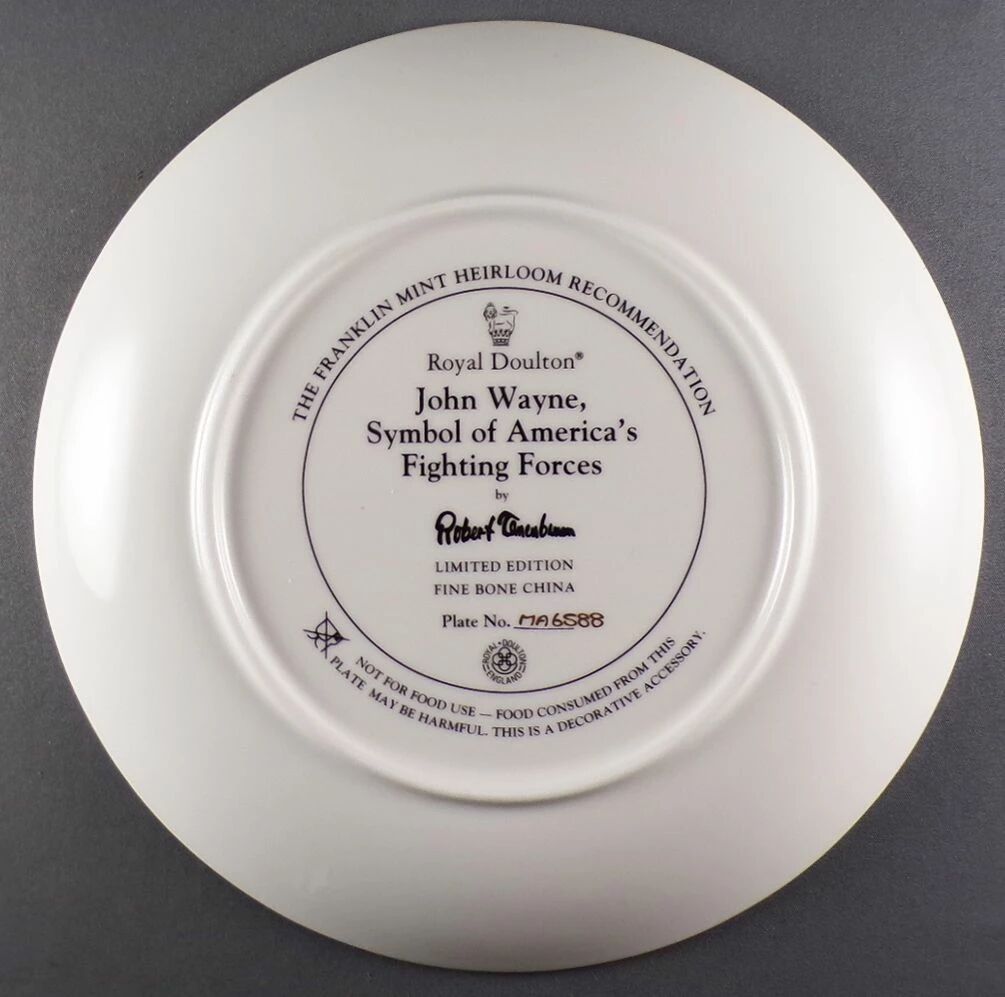 THE FRANKLIN MINT HEIRLOOM RECOMMENDATION
Royal Doulton®
John Wayne,
Symbol of America's
Fighting Forces
by
Robert Tanenbaum
LIMITED EDITION
FINE BONE CHINA
Plate No. MA6588
ROYAL • DOULTON
ENGLAND
NOT FOR FOOD USE — FOOD CONSUMED FROM THIS
PLATE MAY BE HARMFUL. THIS IS A DECORATIVE ACCESSORY.